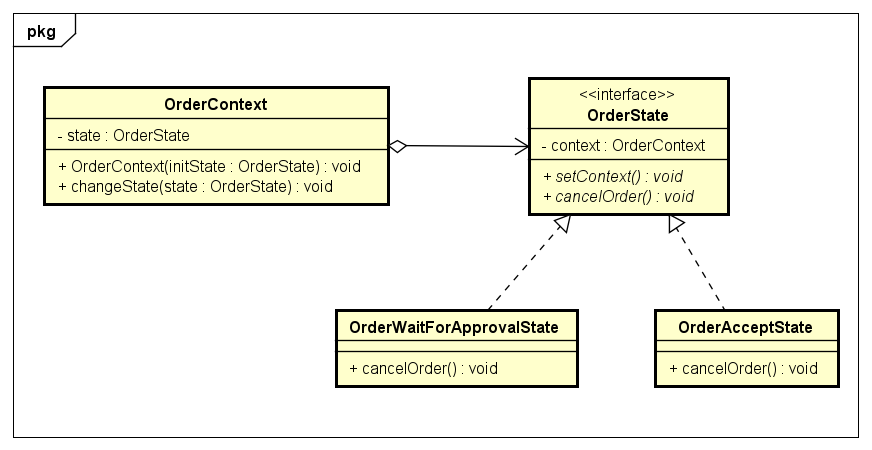 pkg
OrderContext
- state : OrderState
+ OrderContext(initState : OrderState) : void
+ changeState(state : OrderState) : void
<<interface>>
OrderState
- context : OrderContext
+ setContext() : void
+ cancelOrder() : void
OrderWaitForApprovalState
+ cancelOrder() : void
OrderAcceptState
+ cancelOrder() : void